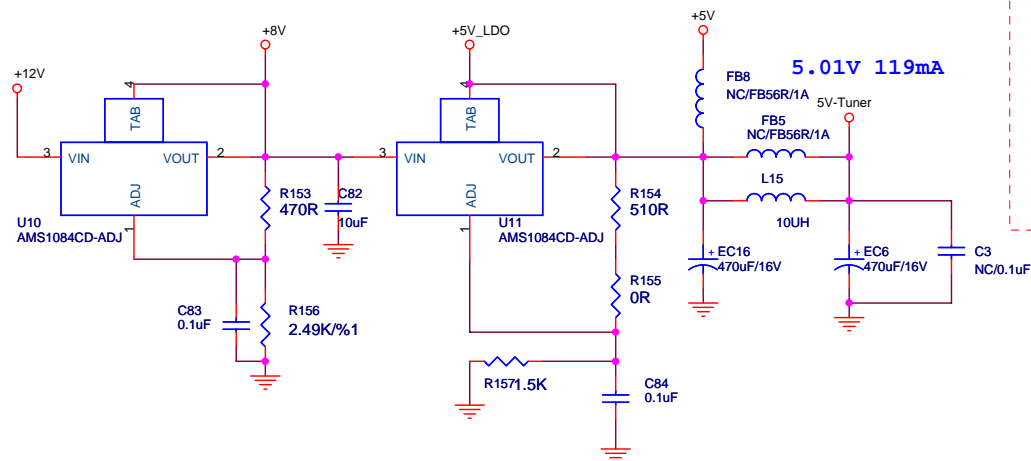 +12V
+8V
+5V_LDO
+5V
5.01V 119mA
5V-Tuner
FB8
NC/FB56R/1A
FB5
NC/FB56R/1A
4
TAB
3
VIN
VOUT
2
ADJ
1
U10
AMS1084CD-ADJ
R153
470R
C82
10uF
4
TAB
3
VIN
VOUT
2
ADJ
1
U11
AMS1084CD-ADJ
R154
510R
L15
10UH
+
EC16
470uF/16V
+
EC6
470uF/16V
C3
NC/0.1uF
C83
0.1uF
R156
2.49K/%1
R155
0R
R157
1.5K
C84
0.1uF